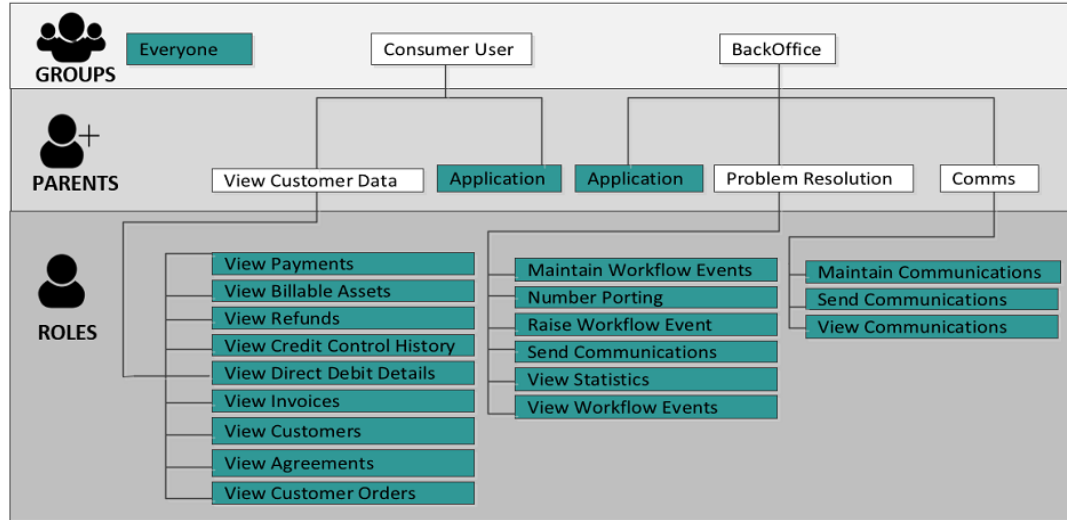 GROUPS
Everyone
Consumer User
BackOffice
PARENTS
View Customer Data
Application
Application
Problem Resolution
Comms
ROLES
View Payments
View Billable Assets
View Refunds
View Credit Control History
View Direct Debit Details
View Invoices
View Customers
View Agreements
View Customer Orders
Maintain Workflow Events
Number Porting
Raise Workflow Event
Send Communications
View Statistics
View Workflow Events
Maintain Communications
Send Communications
View Communications